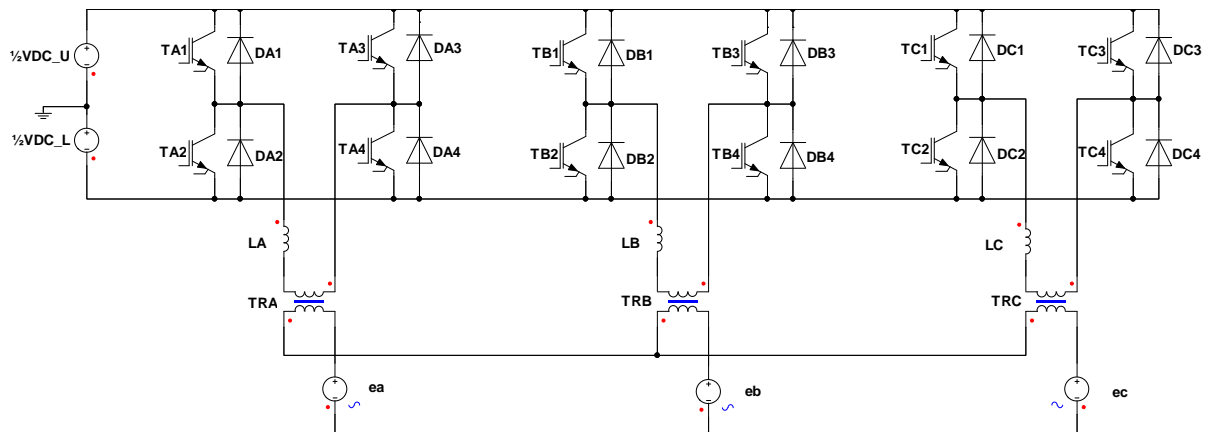 ½VDC_U
½VDC_L
TA1
DA1
TA3
DA3
TB1
DB1
TB3
DB3
TC1
DC1
TC3
DC3
TA2
DA2
TA4
DA4
TB2
DB2
TB4
DB4
TC2
DC2
TC4
DC4
LA
LB
LC
TRA
TRB
TRC
ea
eb
ec